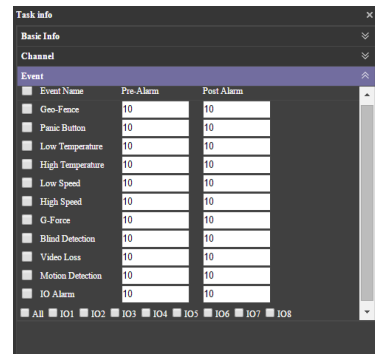 Task info ×
Basic Info
Channel
Event
Event Name Pre-Alarm Post Alarm
Geo-Fence 10 10
Panic Button 10 10
Low Temperature 10 10
High Temperature 10 10
Low Speed 10 10
High Speed 10 10
G-Force 10 10
Blind Detection 10 10
Video Loss 10 10
Motion Detection 10 10
IO Alarm 10 10
All IO1 IO2 IO3 IO4 IO5 IO6 IO7 IO8